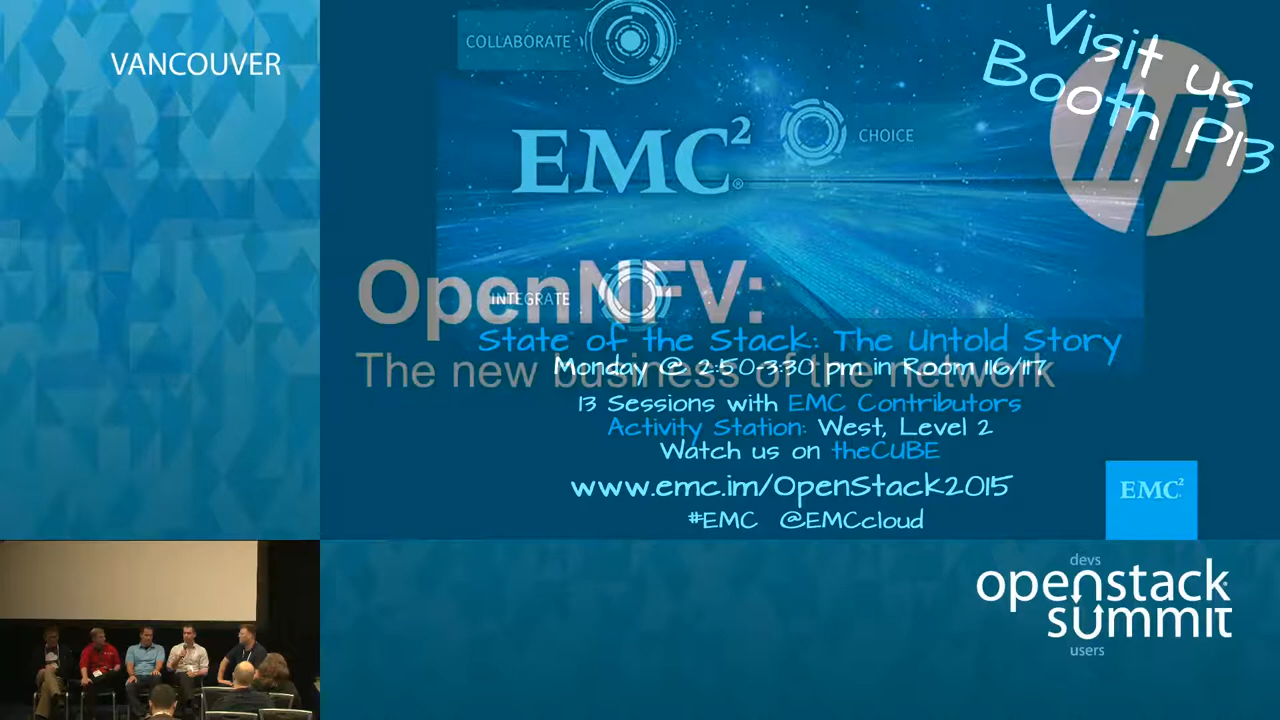 VANCOUVER
COLLABORATE
Visit us
Booth P13
hp
EMC²
CHOICE
OpenNFV:
INTEGRATE
State of the Stack: The Untold Story
Monday @ 2:50-3:30 pm in Room 116/117
The new business of the network
13 Sessions with EMC Contributors
Activity Station: West, Level 2
Watch us on theCUBE
www.emc.im/OpenStack2015
EMC²
#EMC @EMCcloud
devs
openstack
summit
users